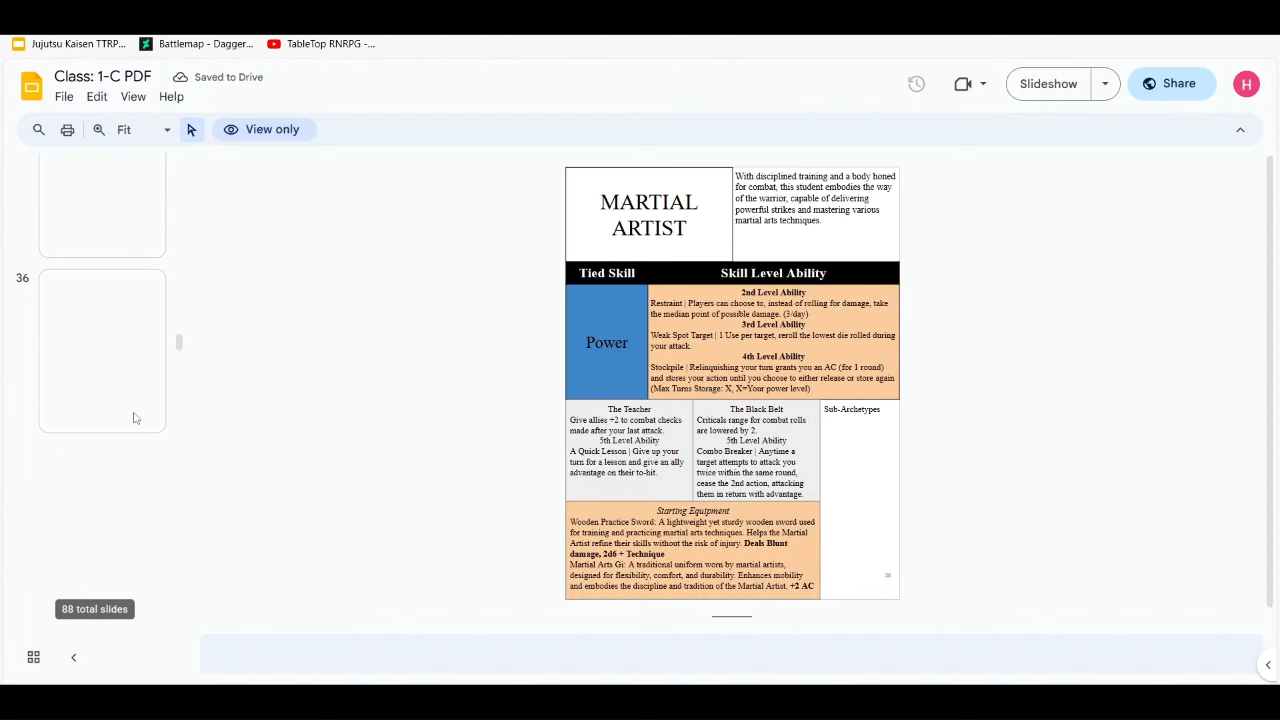 Jujutsu Kaisen TTRP...
Battlemap - Dagger...
TableTop RNRPG -...
Class: 1-C PDF
Saved to Drive
File Edit View Help
Slideshow
Share
H
Fit
View only
36
88 total slides
MARTIAL
ARTIST
With disciplined training and a body honed
for combat, this student embodies the way
of the warrior, capable of delivering
powerful strikes and mastering various
martial arts techniques.
Tied Skill
Skill Level Ability
Power
2nd Level Ability
Restraint | Players can choose to, instead of rolling for damage, take
the median point of possible damage. (3/day)
3rd Level Ability
Weak Spot Target | 1 Use per target, reroll the lowest die rolled during
your attack.
4th Level Ability
Stockpile | Relinquishing your turn grants you an AC (for 1 round)
and stores your action until you choose to either release or store again
(Max Turns Storage: X, X=Your power level)
The Teacher
Give allies +2 to combat checks
made after your last attack.
5th Level Ability
A Quick Lesson | Give up your
turn for a lesson and give an ally
advantage on their to-hit.
The Black Belt
Criticals range for combat rolls
are lowered by 2.
5th Level Ability
Combo Breaker | Anytime a
target attempts to attack you
twice within the same round,
cease the 2nd action, attacking
them in return with advantage.
Sub-Archetypes
Starting Equipment
Wooden Practice Sword: A lightweight yet sturdy wooden sword used
for training and practicing martial arts techniques. Helps the Martial
Artist refine their skills without the risk of injury. Deals Blunt
damage, 2d6 + Technique
Martial Arts Gi: A traditional uniform worn by martial artists,
designed for flexibility, comfort, and durability. Enhances mobility
and embodies the discipline and tradition of the Martial Artist. +2 AC